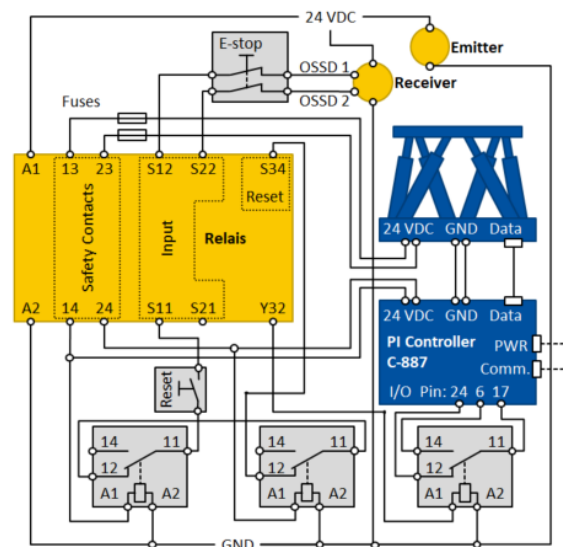 24 VDC
E-stop
Emitter
OSSD 1
Receiver
OSSD 2
Fuses
A1 13 23 S12 S22 S34
Reset
Safety Contacts
Input
Relais
24 VDC GND Data
A2 14 24 S11 S21 Y32
24 VDC GND Data
PI Controller
C-887
PWR
Comm.
I/O Pin: 24 6 17
Reset
14 11
12
A1 A2
14 11
12
A1 A2
14 11
12
A1 A2
GND